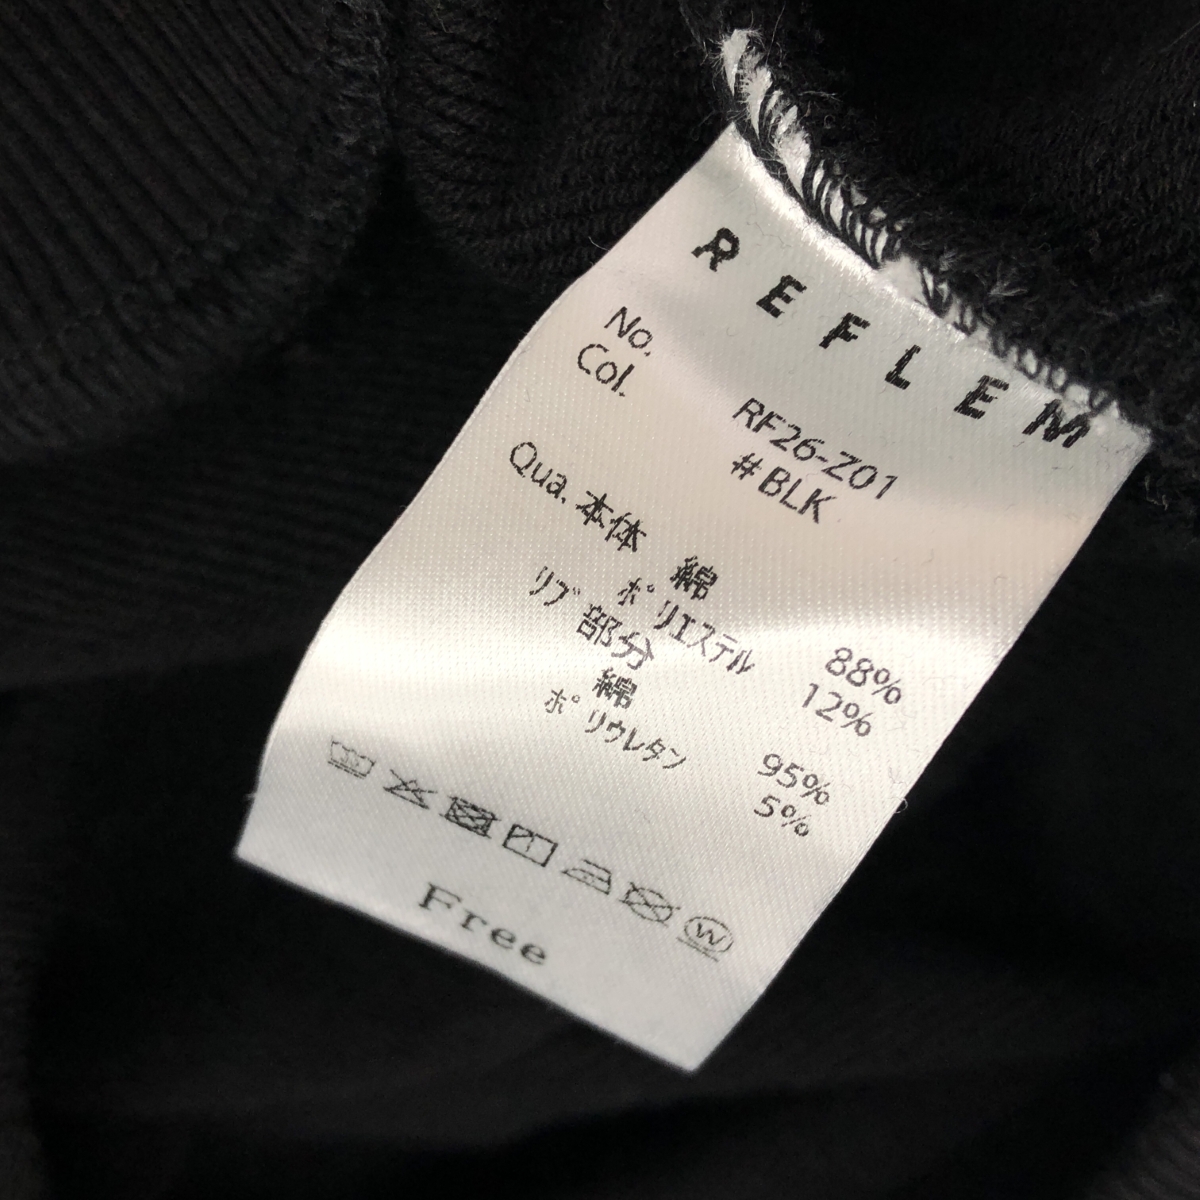 REFLEM
No. RF26-Z01
Col. #BLK
Qua. 本体 綿 88%
ポリエステル 12%
リブ部分
綿 95%
ポリウレタン 5%
W
Free